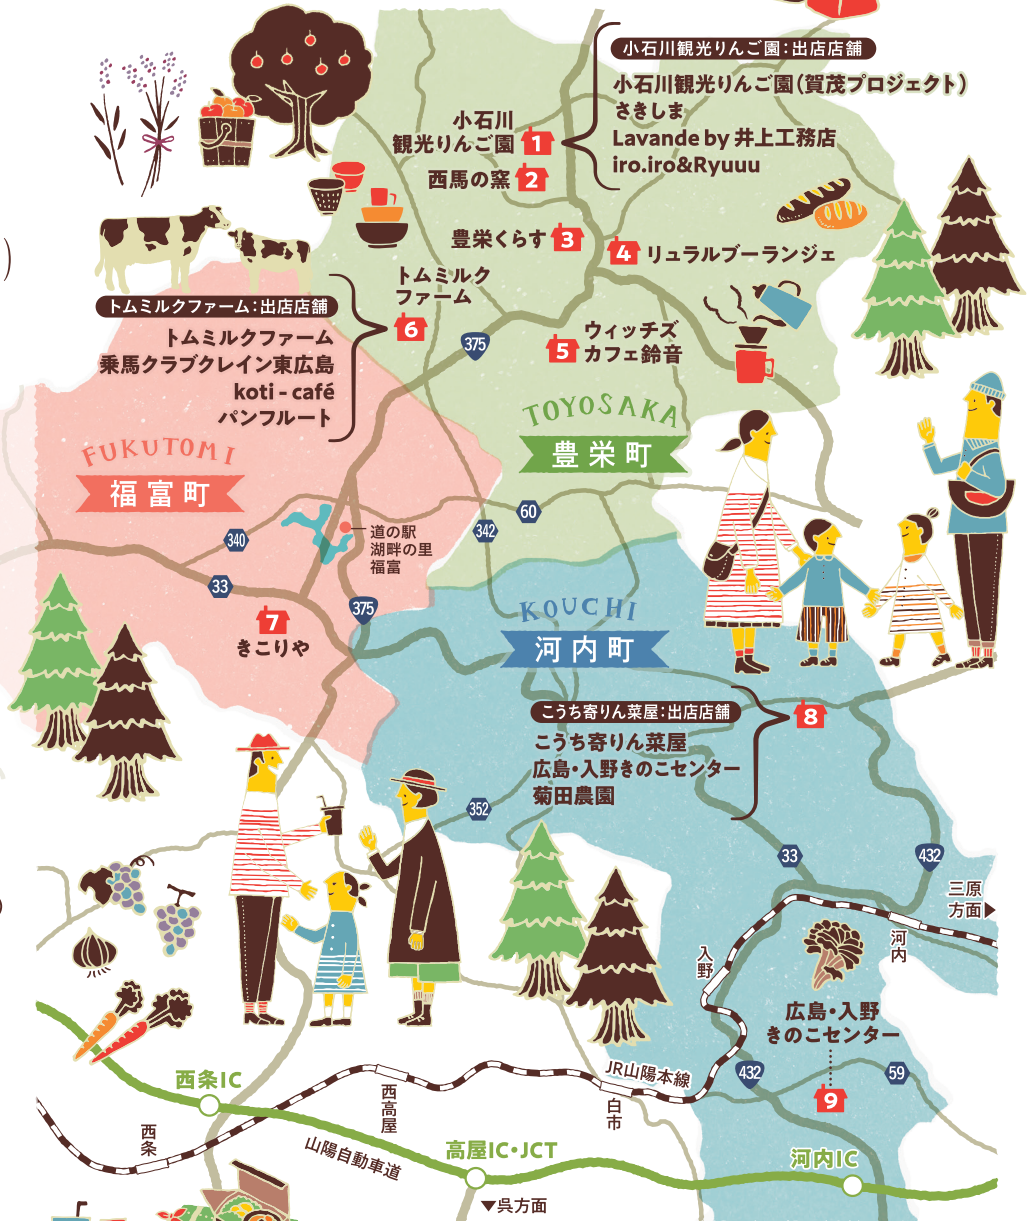 小石川観光りんご園：出店店舗
小石川観光りんご園（賀茂プロジェクト）
さきしま
Lavande by 井上工務店
iro.iro&Ryuuu
小石川
観光りんご園
1
西馬の窯
2
豊栄くらす
3
4
リュラルブーランジェ
トムミルク
ファーム
6
トムミルクファーム：出店店舗
トムミルクファーム
乗馬クラブクレイン東広島
koti - café
パンフルート
375
5
ウィッチズ
カフェ鈴音
TOYOSAKA
豊栄町
FUKUTOMI
福富町
60
342
340
道の駅
湖畔の里
福富
33
375
7
きこりや
KOUCHI
河内町
こうち寄りん菜屋：出店店舗
こうち寄りん菜屋
広島・入野きのこセンター
菊田農園
8
352
33
432
三原
方面▶
河内
入野
広島・入野
きのこセンター
432
59
9
JR山陽本線
西条IC
西高屋
白市
西条
山陽自動車道
高屋IC・JCT
河内IC
▼呉方面
)